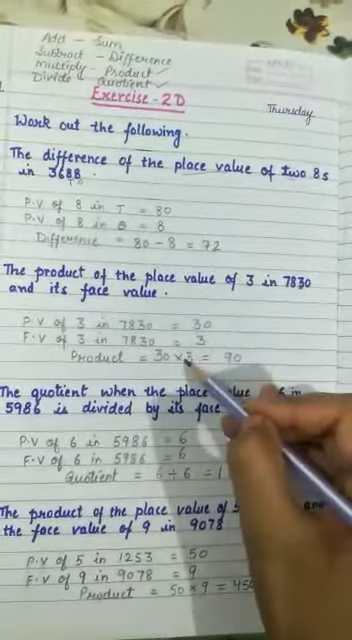 Add - Sum
Subtract - Difference
Multiply - Product
Divide - Quotient
Exercise - 2D
Thursday
Work out the following.
The difference of the place value of two 8s
in 3688.
P.V of 8 in T = 80
P.V of 8 in O = 8
Difference = 80 - 8 = 72
The product of the place value of 3 in 7830
and its face value.
P.V of 3 in 7830 = 30
F.V of 3 in 7830 = 3
Product = 30 x 3 = 90
The quotient when the place 6 in
5986 is divided by its face
P.V of 6 in 5986 = 6
F.V of 6 in 5986 = 6
Quotient = 6 ÷ 6 = 1
The product of the place value of 5 and
the face value of 9 in 9078
P.V of 5 in 1253 = 50
F.V of 9 in 9078 = 9
Product = 50 x 9 = 450